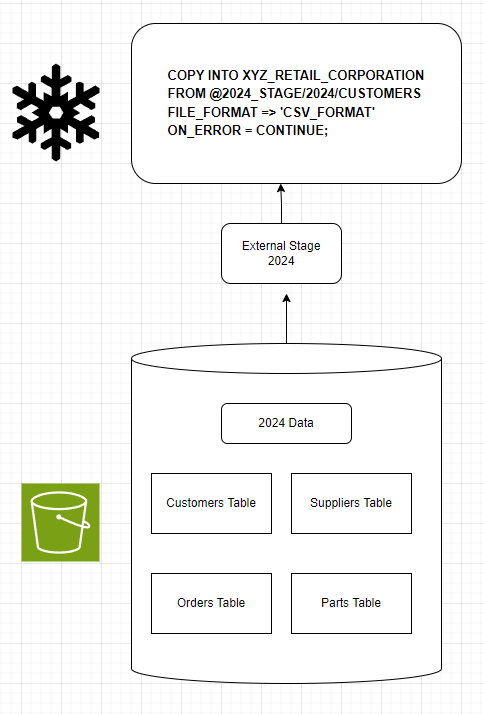 COPY INTO XYZ_RETAIL_CORPORATION
FROM @2024_STAGE/2024/CUSTOMERS
FILE_FORMAT => 'CSV_FORMAT'
ON_ERROR = CONTINUE;
External Stage
2024
2024 Data
Customers Table
Suppliers Table
Orders Table
Parts Table